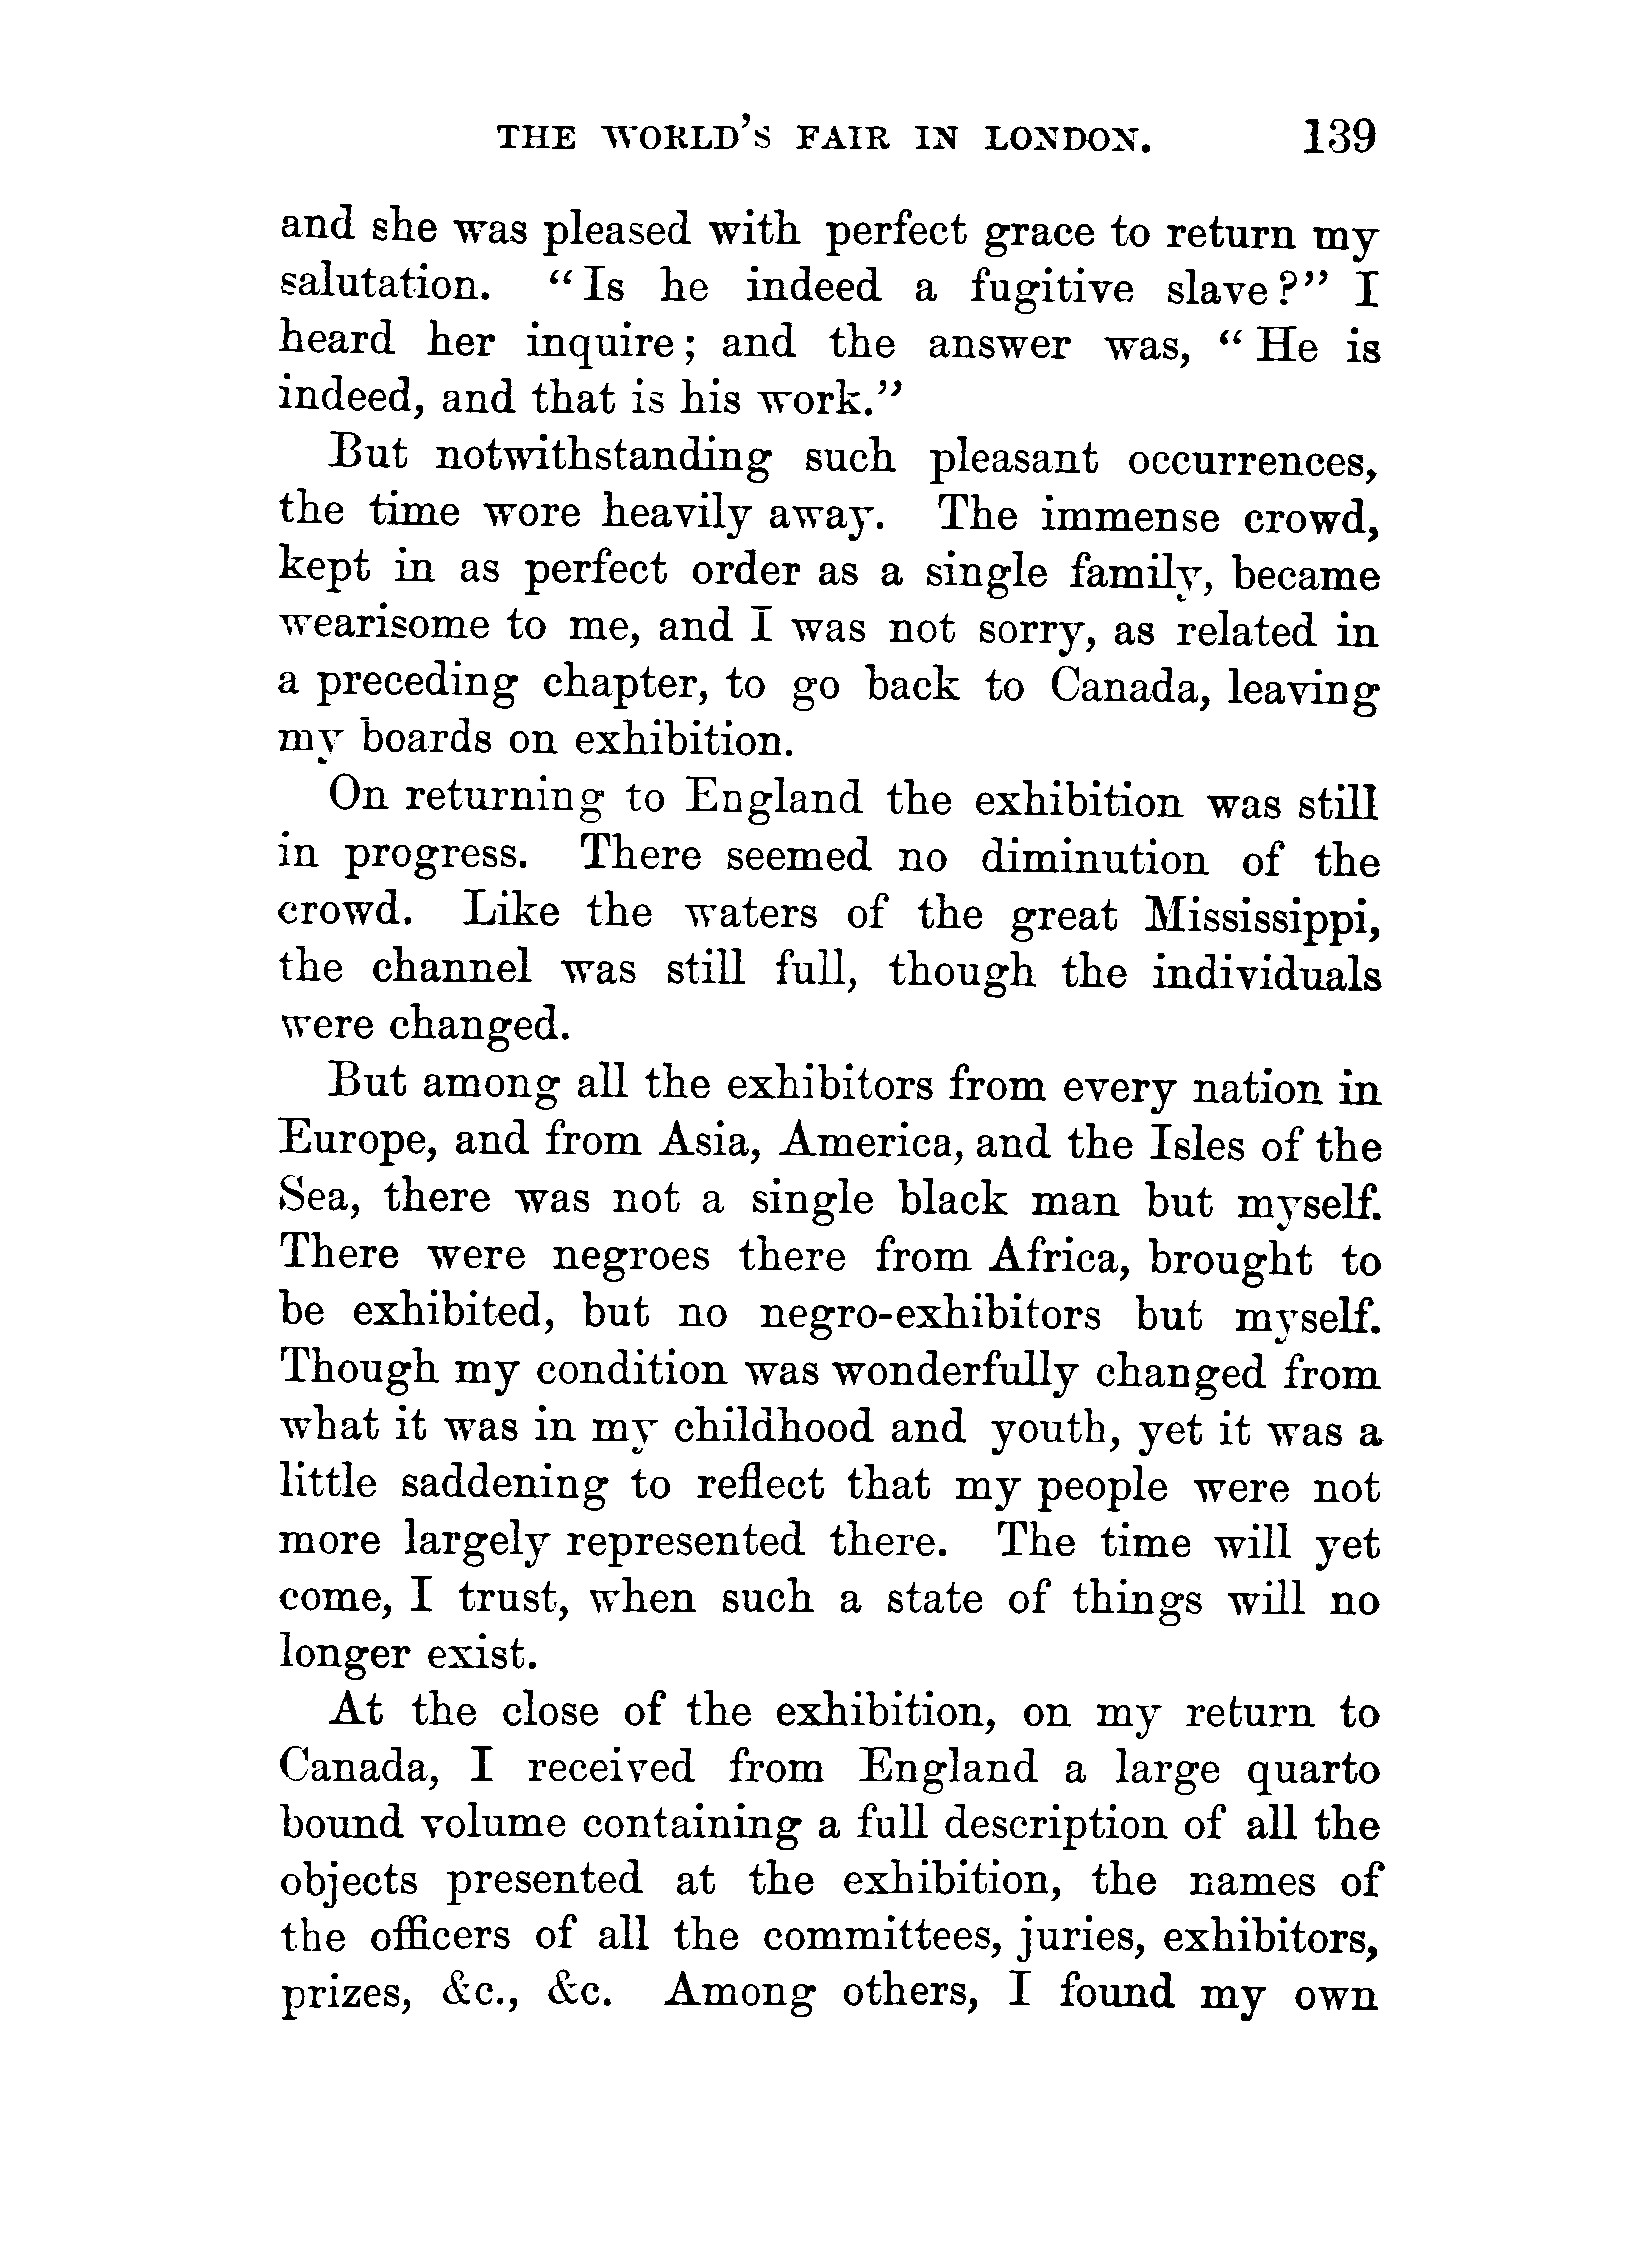 THE WORLD'S FAIR IN LONDON. 139
and she was pleased with perfect grace to return my
salutation. "Is he indeed a fugitive slave?" I
heard her inquire; and the answer was, "He is
indeed, and that is his work."
But notwithstanding such pleasant occurrences,
the time wore heavily away. The immense crowd,
kept in as perfect order as a single family, became
wearisome to me, and I was not sorry, as related in
a preceding chapter, to go back to Canada, leaving
my boards on exhibition.
On returning to England the exhibition was still
in progress. There seemed no diminution of the
crowd. Like the waters of the great Mississippi,
the channel was still full, though the individuals
were changed.
But among all the exhibitors from every nation in
Europe, and from Asia, America, and the Isles of the
Sea, there was not a single black man but myself.
There were negroes there from Africa, brought to
be exhibited, but no negro-exhibitors but myself.
Though my condition was wonderfully changed from
what it was in my childhood and youth, yet it was a
little saddening to reflect that my people were not
more largely represented there. The time will yet
come, I trust, when such a state of things will no
longer exist.
At the close of the exhibition, on my return to
Canada, I received from England a large quarto
bound volume containing a full description of all the
objects presented at the exhibition, the names of
the officers of all the committees, juries, exhibitors,
prizes, &c., &c. Among others, I found my own